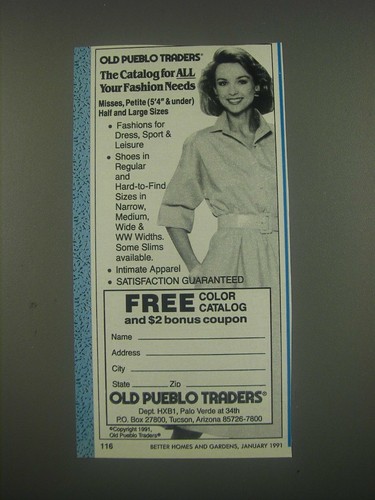 OLD PUEBLO TRADERS®
The Catalog for ALL
Your Fashion Needs
Misses, Petite (5'4" & under)
Half and Large Sizes
• Fashions for
Dress, Sport &
Leisure
• Shoes in
Regular
and
Hard-to-Find
Sizes in
Narrow,
Medium,
Wide &
WW Widths.
Some Slims
available.
• Intimate Apparel
• SATISFACTION GUARANTEED
FREE COLOR CATALOG
and $2 bonus coupon
Name
Address
City
State Zip
OLD PUEBLO TRADERS®
Dept. HXB1, Palo Verde at 34th
P.O. Box 27800, Tucson, Arizona 85726-7800
©Copyright 1991,
Old Pueblo Traders®
116 BETTER HOMES AND GARDENS, JANUARY 1991